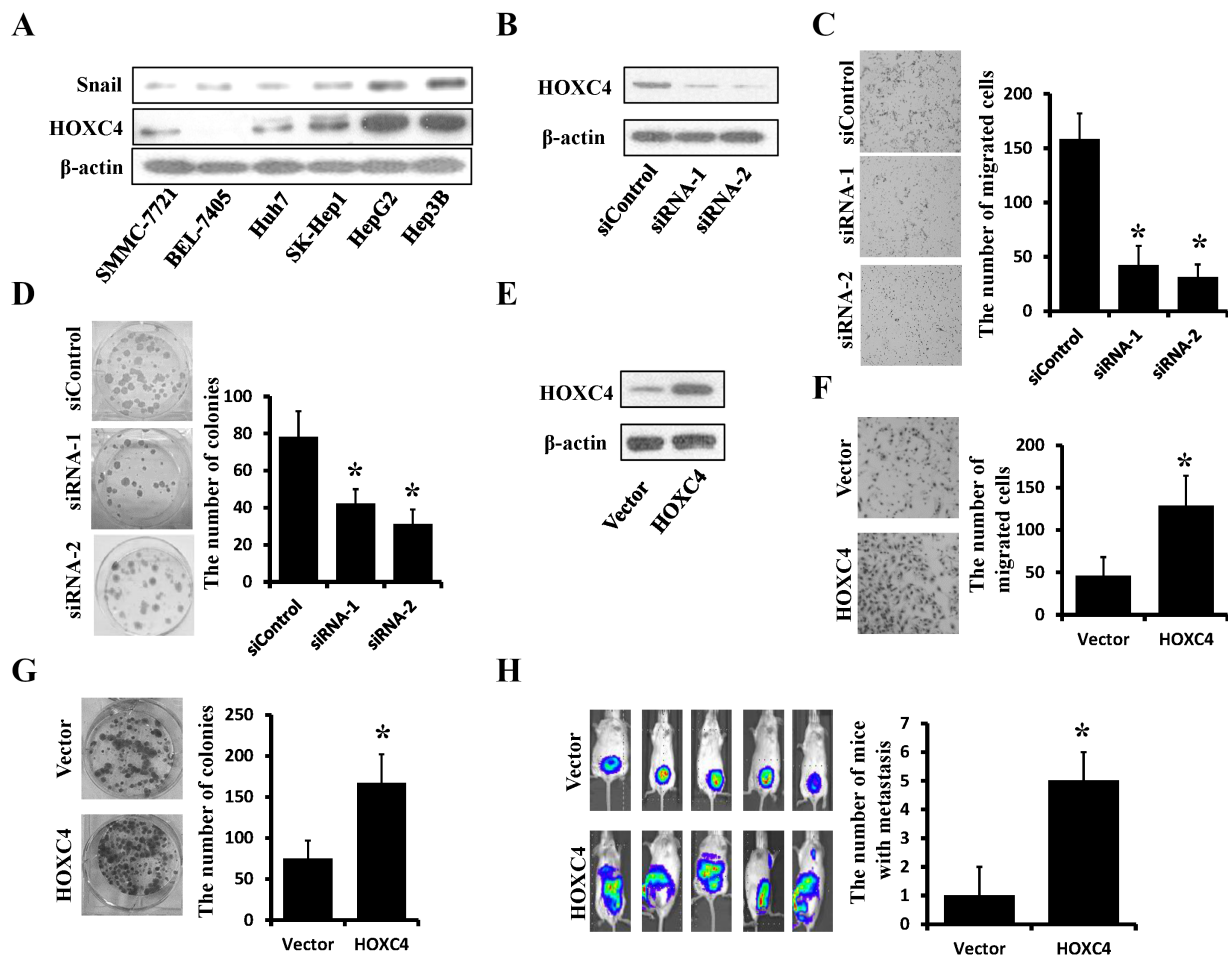 A
Snail
HOXC4
β-actin
SMMC-7721
BEL-7405
Huh7
SK-Hep1
HepG2
Hep3B
B
HOXC4
β-actin
siControl
siRNA-1
siRNA-2
C
siControl
siRNA-1
siRNA-2
The number of migrated cells
200
150
100
50
0
*
*
siControl
siRNA-1
siRNA-2
D
siControl
siRNA-1
siRNA-2
The number of colonies
100
80
60
40
20
0
*
*
siControl
siRNA-1
siRNA-2
E
HOXC4
β-actin
Vector
HOXC4
F
Vector
HOXC4
The number of
migrated cells
200
150
100
50
0
*
Vector
HOXC4
G
Vector
HOXC4
The number of colonies
250
200
150
100
50
0
*
Vector
HOXC4
H
Vector
HOXC4
The number of mice
with metastasis
7
6
5
4
3
2
1
0
*
Vector
HOXC4